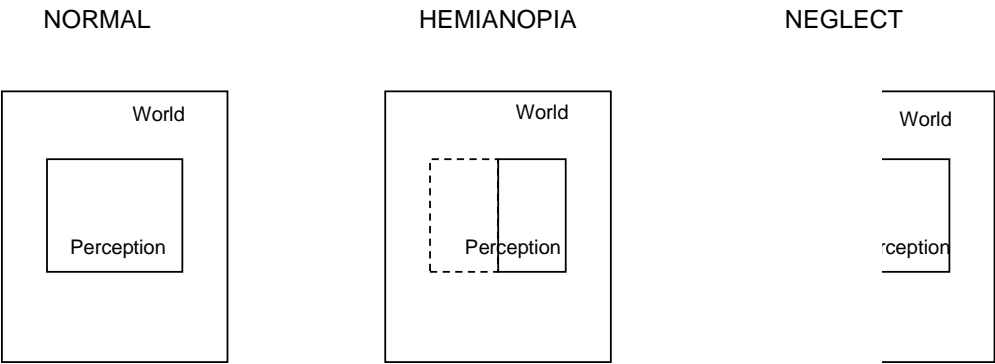 NORMAL
HEMIANOPIA
NEGLECT
World
World
World
Perception
Perception
rception